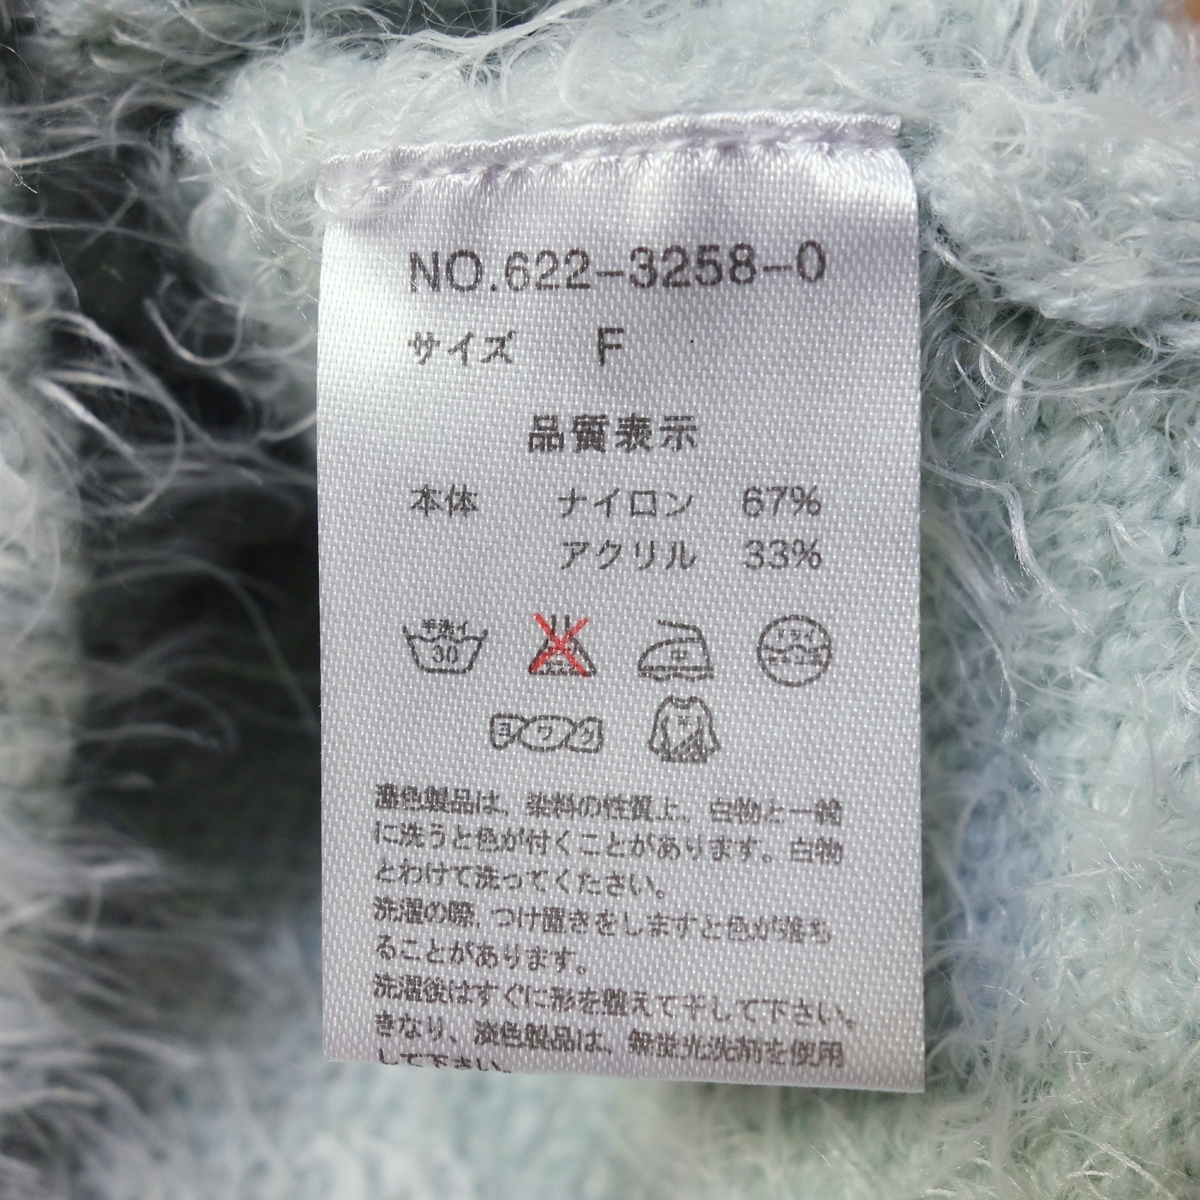 NO.622-3258-0
サイズ F
品質表示
本体 ナイロン 67%
アクリル 33%
手洗イ
30
ドライ
ヨワク
濃色製品は、染料の性質上、白物と一緒
に洗うと色が付くことがあります。白物
とわけて洗ってください。
洗濯の際、つけ置きをしますと色が落ち
ることがあります。
洗濯後はすぐに形を整えて干して下さい。
きなり、淡色製品は、無蛍光洗剤を使用
して下さい。